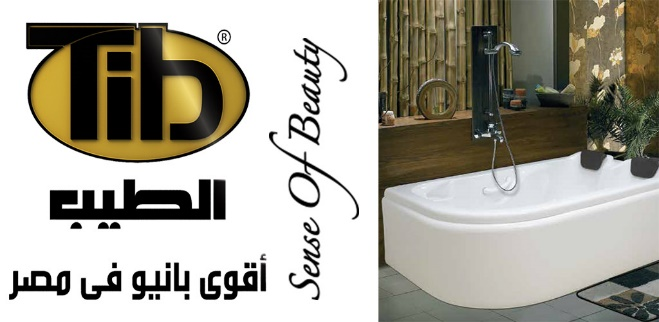 Tib®
الطيب
أقوى بانيو فى مصر
Sense Of Beauty